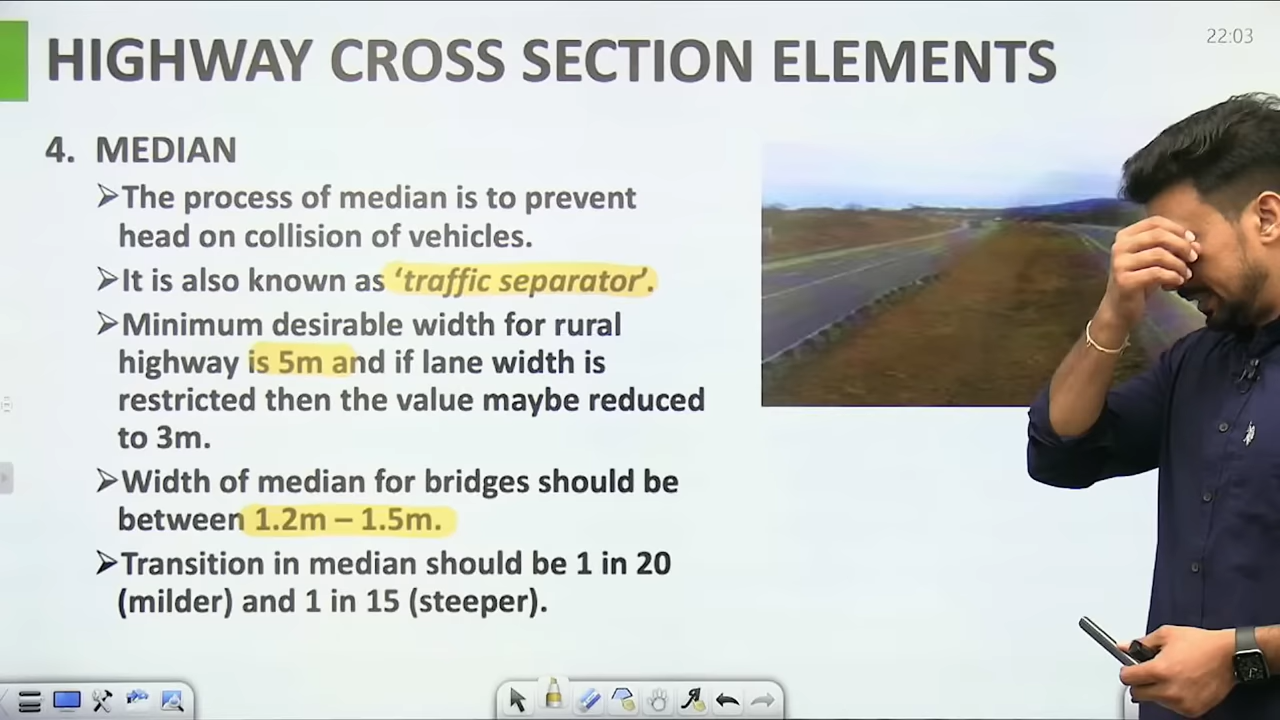 22:03
HIGHWAY CROSS SECTION ELEMENTS
4. MEDIAN
➢The process of median is to prevent
head on collision of vehicles.
➢It is also known as ‘traffic separator’.
➢Minimum desirable width for rural
highway is 5m and if lane width is
restricted then the value maybe reduced
to 3m.
➢Width of median for bridges should be
between 1.2m – 1.5m.
➢Transition in median should be 1 in 20
(milder) and 1 in 15 (steeper).